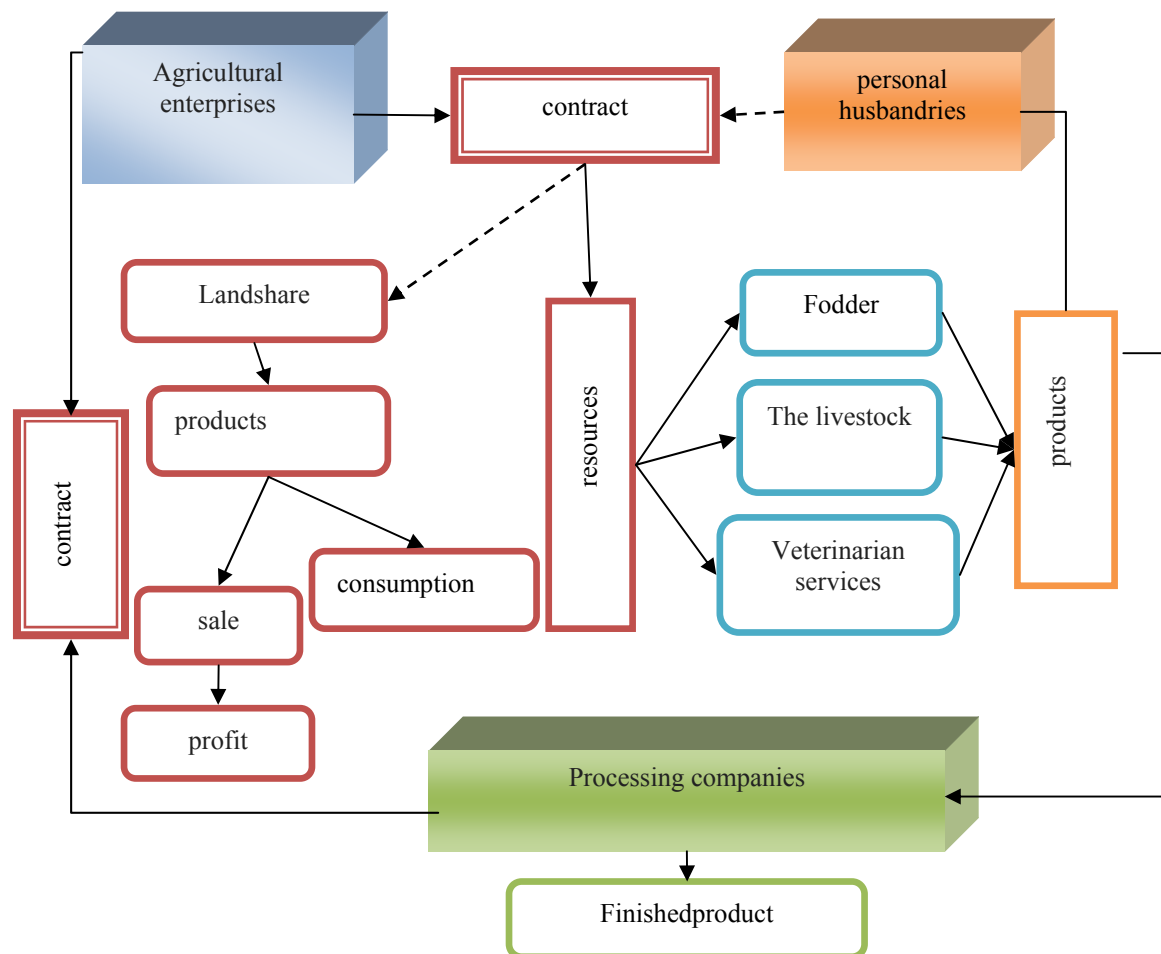 Agricultural
enterprises
contract
personal
husbandries
Landshare
Fodder
products
The livestock
resources
products
contract
Veterinarian
services
consumption
sale
profit
Processing companies
Finishedproduct